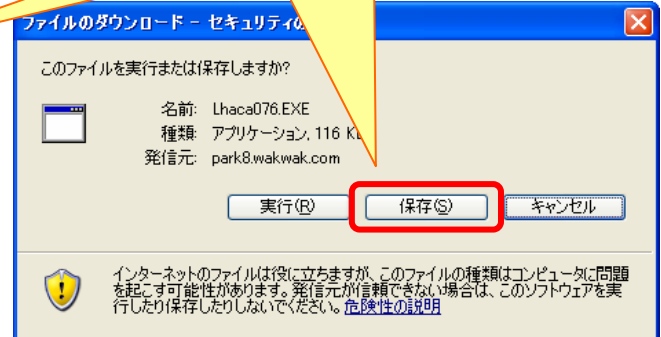 ファイルのダウンロード - セキュリティの
このファイルを実行または保存しますか?
名前: Lhaca076.EXE
種類: アプリケーション, 116 K
発信元: park8.wakwak.com
実行(R) 保存(S) キャンセル
インターネットのファイルは役に立ちますが、このファイルの種類はコンピュータに問題
を起こす可能性があります。発信元が信頼できない場合は、このソフトウェアを実
行したり保存したりしないでください。危険性の説明